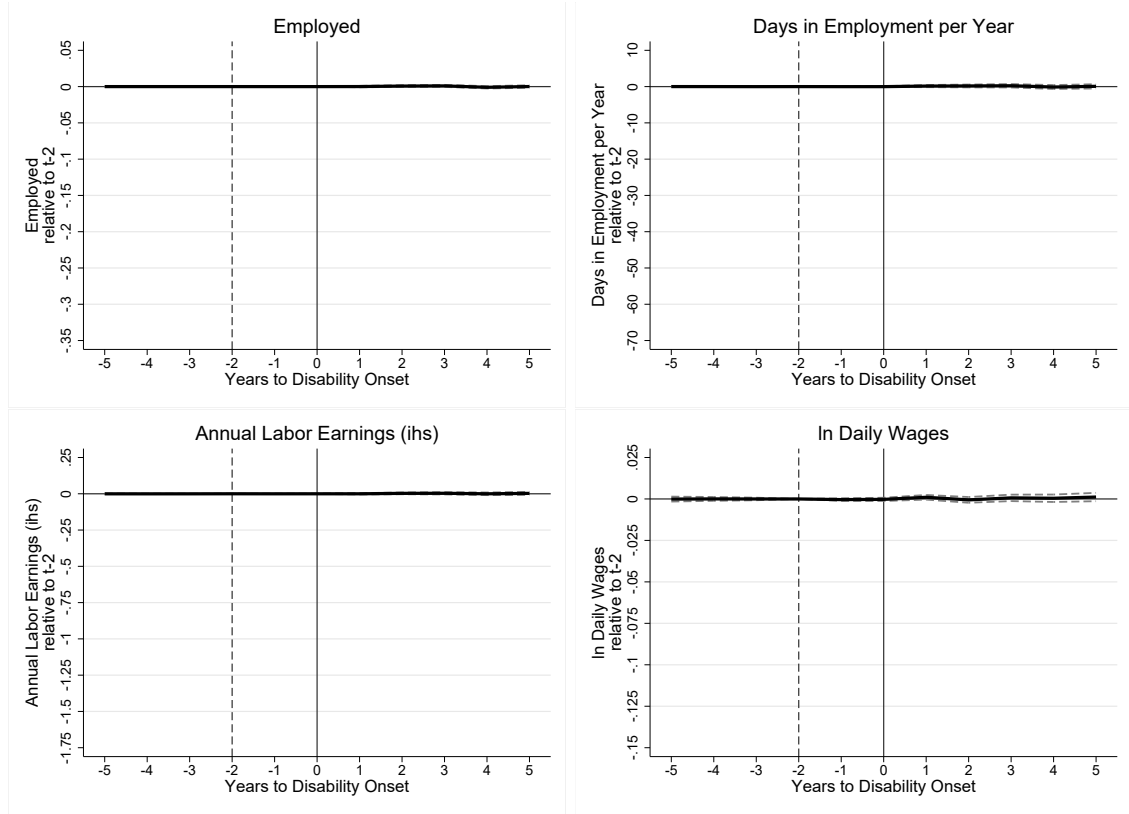 Employed
Employed
relative to t-2
.05
0
-.05
-.1
-.15
-.2
-.25
-.3
-.35
-5 -4 -3 -2 -1 0 1 2 3 4 5
Years to Disability Onset
Days in Employment per Year
Days in Employment per Year
relative to t-2
10
0
-10
-20
-30
-40
-50
-60
-70
-5 -4 -3 -2 -1 0 1 2 3 4 5
Years to Disability Onset
Annual Labor Earnings (ihs)
Annual Labor Earnings (ihs)
relative to t-2
.25
0
-.25
-.5
-.75
-1
-1.25
-1.5
-1.75
-5 -4 -3 -2 -1 0 1 2 3 4 5
Years to Disability Onset
ln Daily Wages
ln Daily Wages
relative to t-2
.025
0
-.025
-.05
-.075
-.1
-.125
-.15
-5 -4 -3 -2 -1 0 1 2 3 4 5
Years to Disability Onset